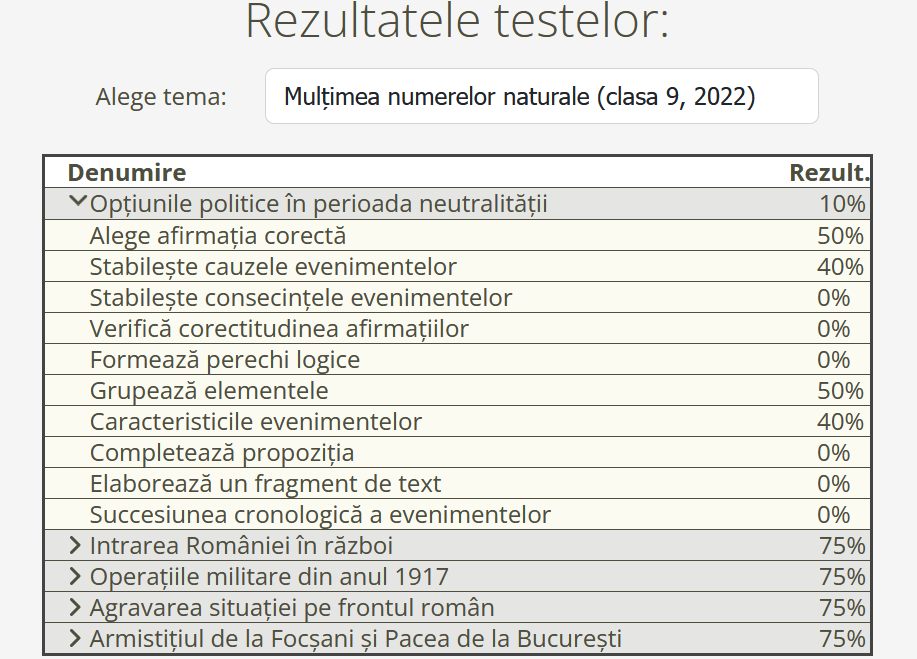 Rezultatele testelor:
Alege tema: Mulțimea numerelor naturale (clasa 9, 2022)
Denumire Rezult.
Opțiunile politice în perioada neutralității 10%
Alege afirmația corectă 50%
Stabilește cauzele evenimentelor 40%
Stabilește consecințele evenimentelor 0%
Verifică corectitudinea afirmațiilor 0%
Formează perechi logice 0%
Grupează elementele 50%
Caracteristicile evenimentelor 40%
Completează propoziția 0%
Elaborează un fragment de text 0%
Succesiunea cronologică a evenimentelor 0%
Intrarea României în război 75%
Operațiile militare din anul 1917 75%
Agravarea situației pe frontul român 75%
Armistițiul de la Focșani și Pacea de la București 75%